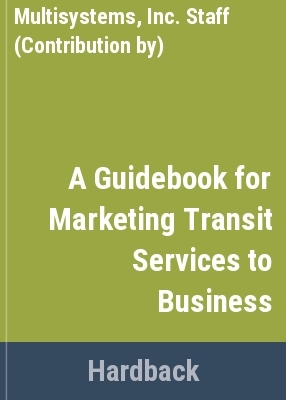 Multisystems, Inc. Staff
(Contribution by)
A Guidebook for
Marketing Transit
Services to
Business
Hardback